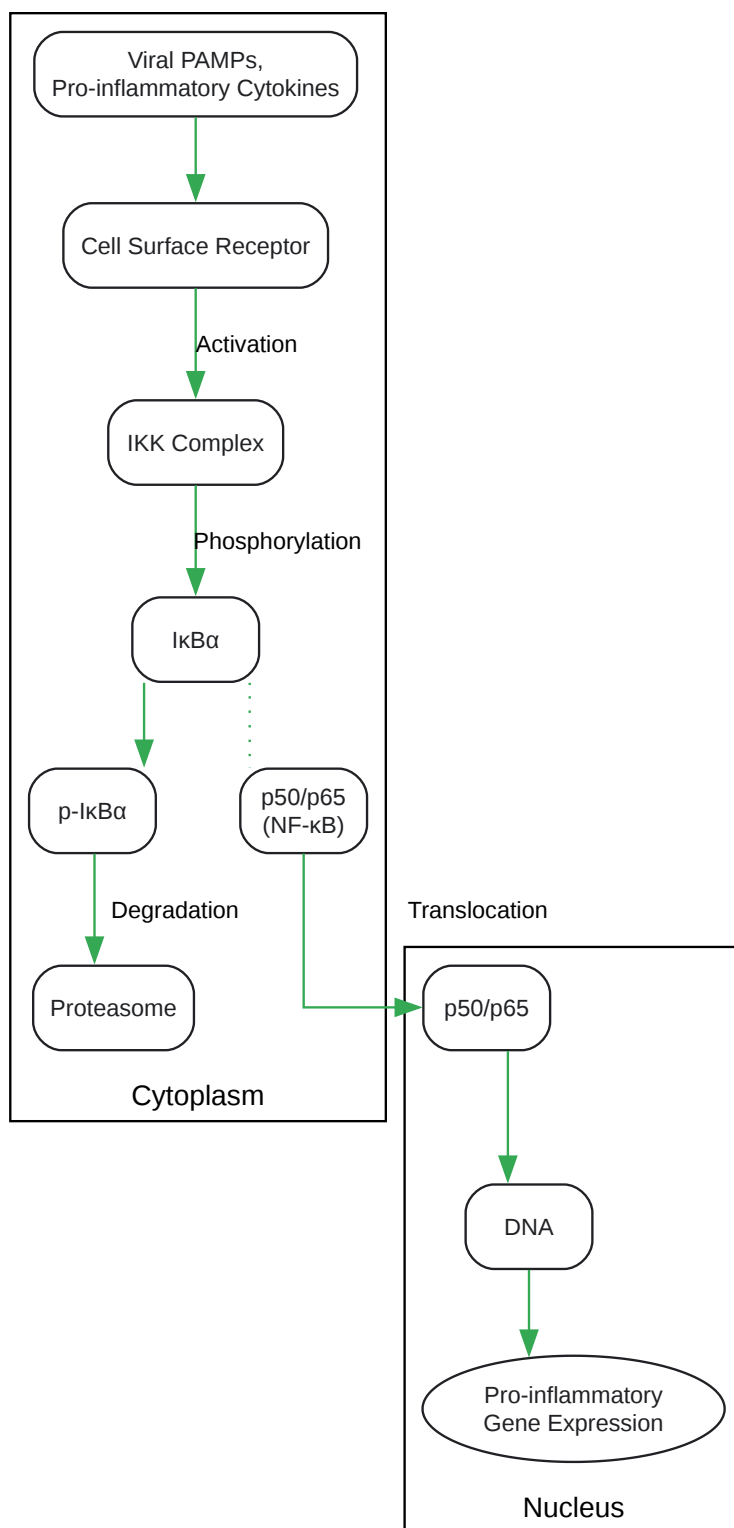 Viral PAMPs,
Pro-inflammatory Cytokines
Cell Surface Receptor
Activation
IKK Complex
Phosphorylation
IκBα
p-IκBα
p50/p65
(NF-κB)
Degradation
Translocation
Proteasome
p50/p65
Cytoplasm
DNA
Pro-inflammatory
Gene Expression
Nucleus